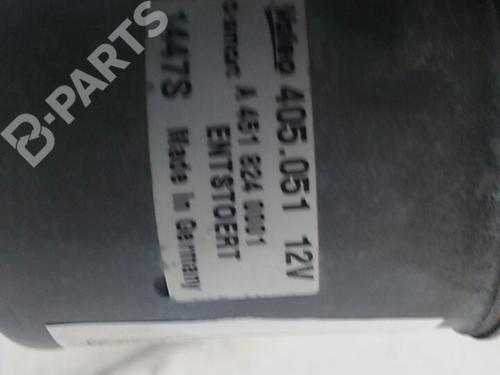 Valeo 405.051 12V
A 451 824 0001
ENTSTOERT
1447S Made in Germany
B-PARTS